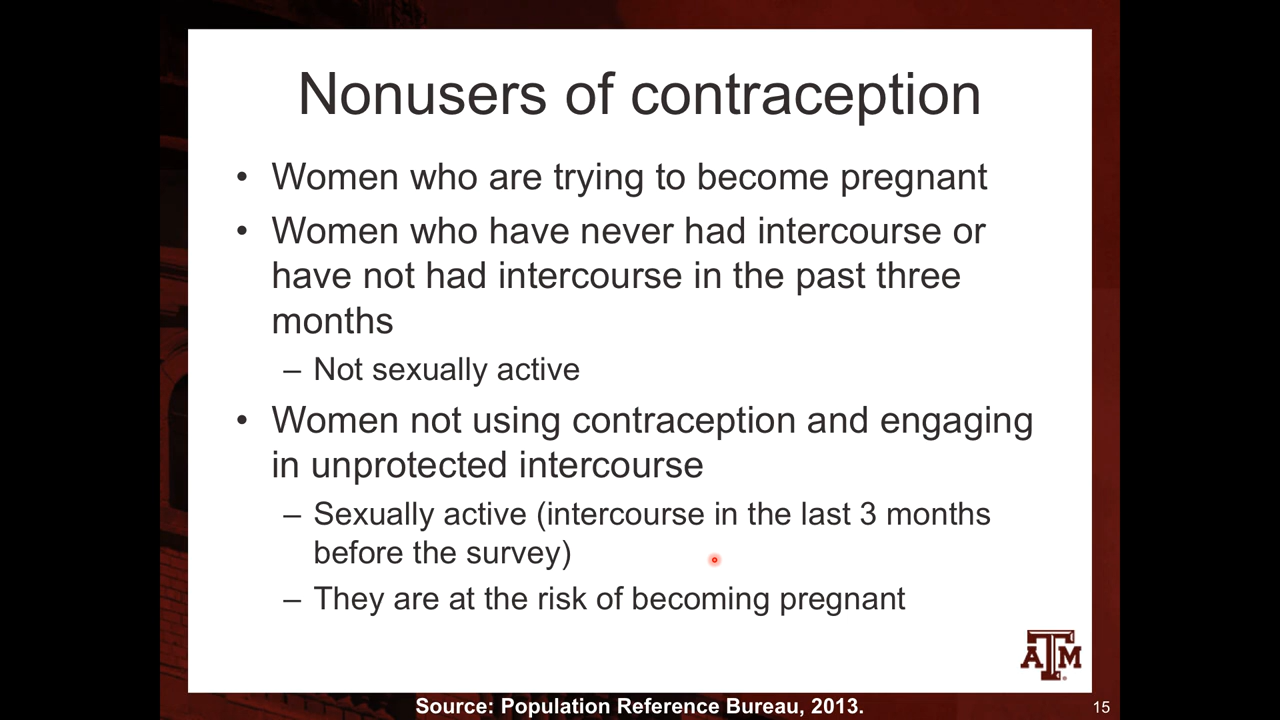 Nonusers of contraception
• Women who are trying to become pregnant
• Women who have never had intercourse or
have not had intercourse in the past three
months
– Not sexually active
• Women not using contraception and engaging
in unprotected intercourse
– Sexually active (intercourse in the last 3 months
before the survey)
– They are at the risk of becoming pregnant
ATM
Source: Population Reference Bureau, 2013.
15